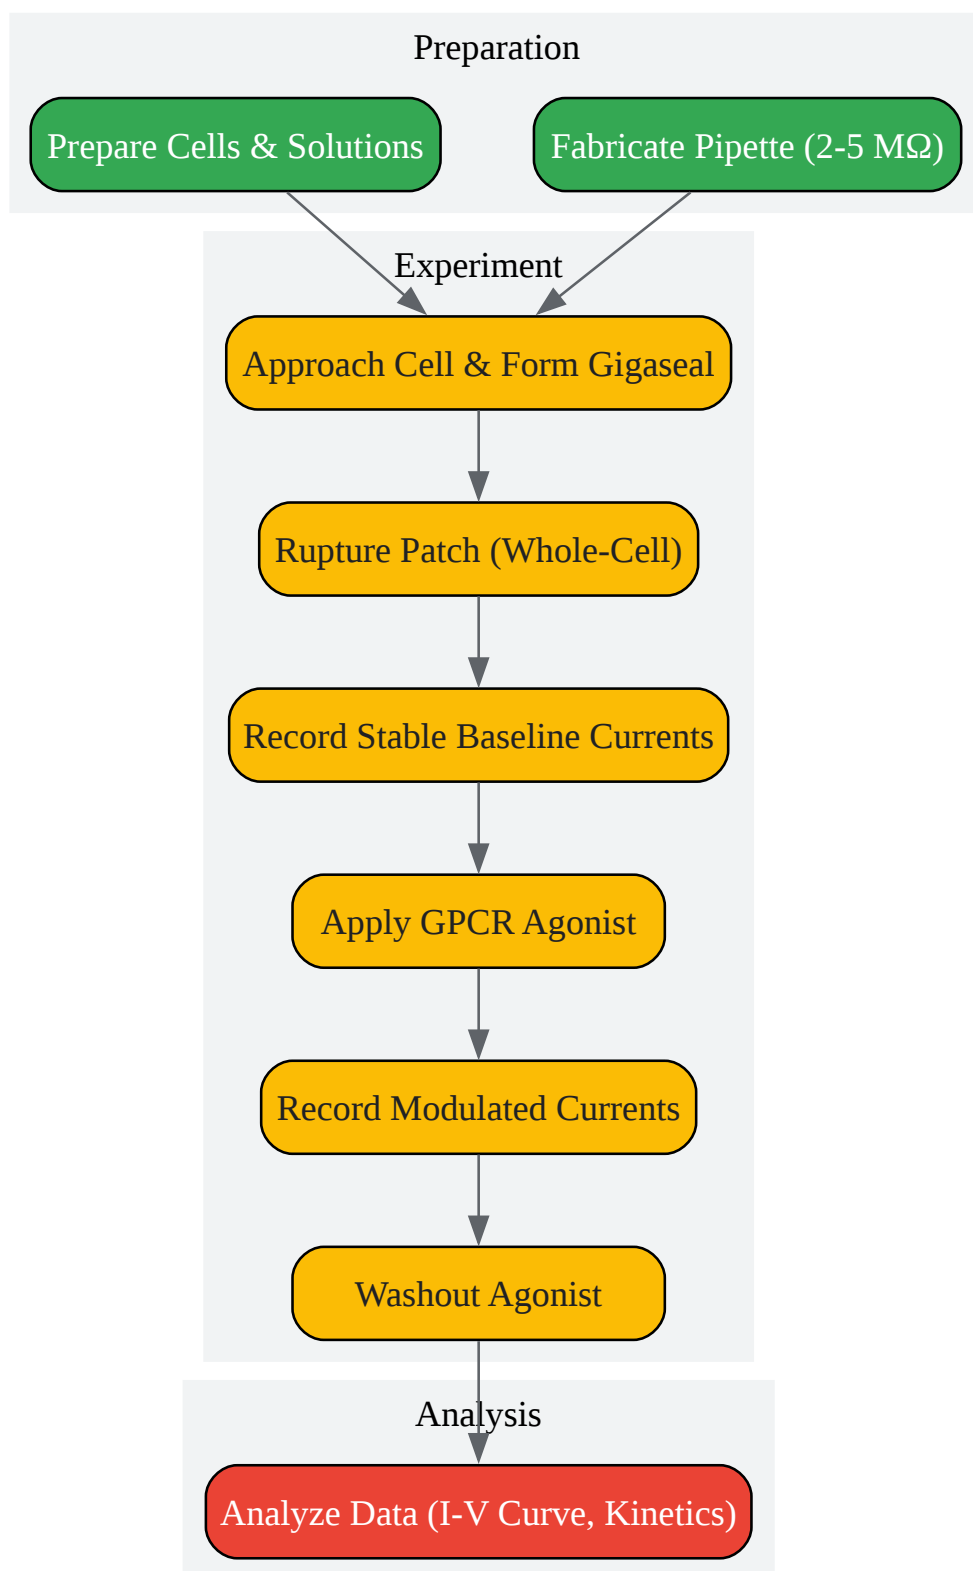 Preparation
Prepare Cells & Solutions
Fabricate Pipette (2-5 MΩ)
Experiment
Approach Cell & Form Gigaseal
Rupture Patch (Whole-Cell)
Record Stable Baseline Currents
Apply GPCR Agonist
Record Modulated Currents
Washout Agonist
Analysis
Analyze Data (I-V Curve, Kinetics)